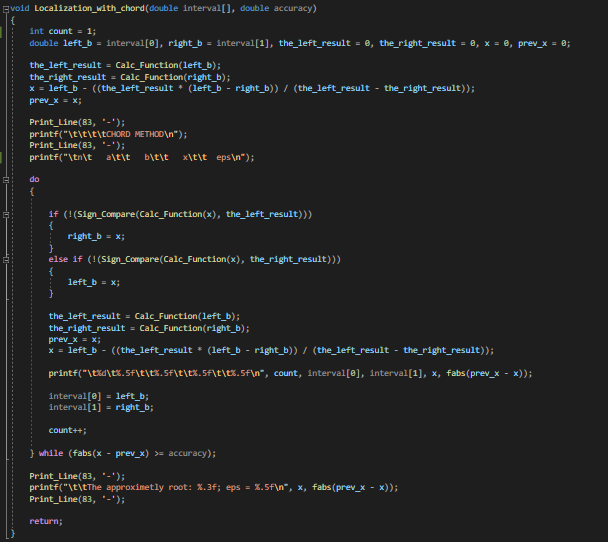 void Localization_with_chord(double interval[], double accuracy)
{
int count = 1;
double left_b = interval[0], right_b = interval[1], the_left_result = 0, the_right_result = 0, x = 0, prev_x = 0;
the_left_result = Calc_Function(left_b);
the_right_result = Calc_Function(right_b);
x = left_b - ((the_left_result * (left_b - right_b)) / (the_left_result - the_right_result));
prev_x = x;
Print_Line(83, '-');
printf("\t\t\t\tCHORD METHOD\n");
Print_Line(83, '-');
printf("\tn\t   a\t\t   b\t\t   x\t\t  eps\n");
do
{
if (!(Sign_Compare(Calc_Function(x), the_left_result)))
{
right_b = x;
}
else if (!(Sign_Compare(Calc_Function(x), the_right_result)))
{
left_b = x;
}
the_left_result = Calc_Function(left_b);
the_right_result = Calc_Function(right_b);
prev_x = x;
x = left_b - ((the_left_result * (left_b - right_b)) / (the_left_result - the_right_result));
printf("\t%d\t%.5f\t\t%.5f\t\t%.5f\t\t%.5f\n", count, interval[0], interval[1], x, fabs(prev_x - x));
interval[0] = left_b;
interval[1] = right_b;
count++;
} while (fabs(x - prev_x) >= accuracy);
Print_Line(83, '-');
printf("\t\tThe approximetly root: %.3f; eps = %.5f\n", x, fabs(prev_x - x));
Print_Line(83, '-');
return;
}